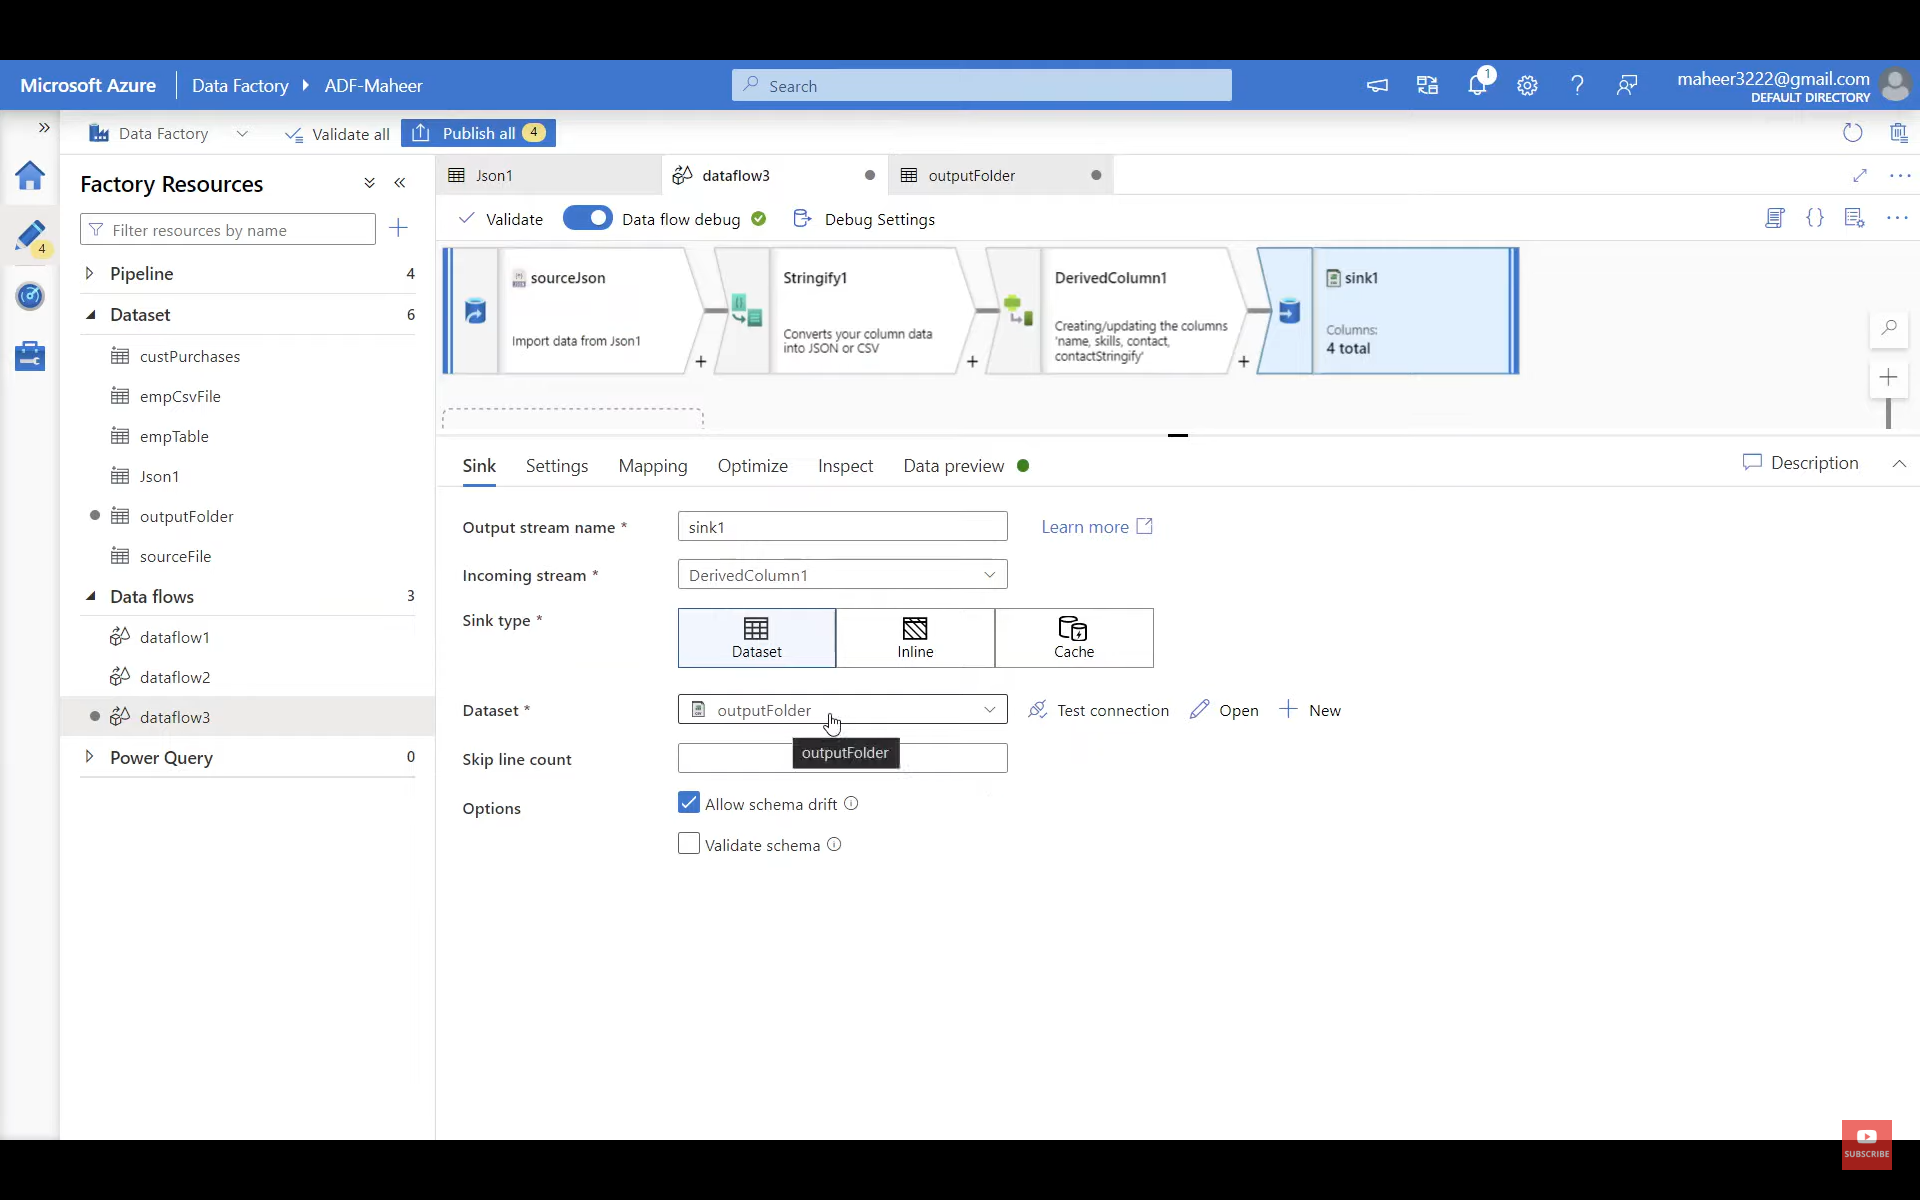 Microsoft Azure
Data Factory
ADF-Maheer
Search
1
maheer3222@gmail.com
DEFAULT DIRECTORY
Data Factory
Validate all
Publish all 4
Factory Resources
4
Filter resources by name
Pipeline 4
Dataset 6
custPurchases
empCsvFile
empTable
Json1
outputFolder
sourceFile
Data flows 3
dataflow1
dataflow2
dataflow3
Power Query 0
Json1
dataflow3
outputFolder
Validate
Data flow debug
Debug Settings
sourceJson
Import data from Json1
Stringify1
Converts your column data
into JSON or CSV
DerivedColumn1
Creating/updating the columns
'name, skills, contact,
contactStringify'
sink1
Columns:
4 total
Sink
Settings
Mapping
Optimize
Inspect
Data preview
Description
Output stream name *
sink1
Learn more
Incoming stream *
DerivedColumn1
Sink type *
Dataset
Inline
Cache
Dataset *
outputFolder
Test connection
Open
New
outputFolder
Skip line count
Options
Allow schema drift
Validate schema
SUBSCRIBE